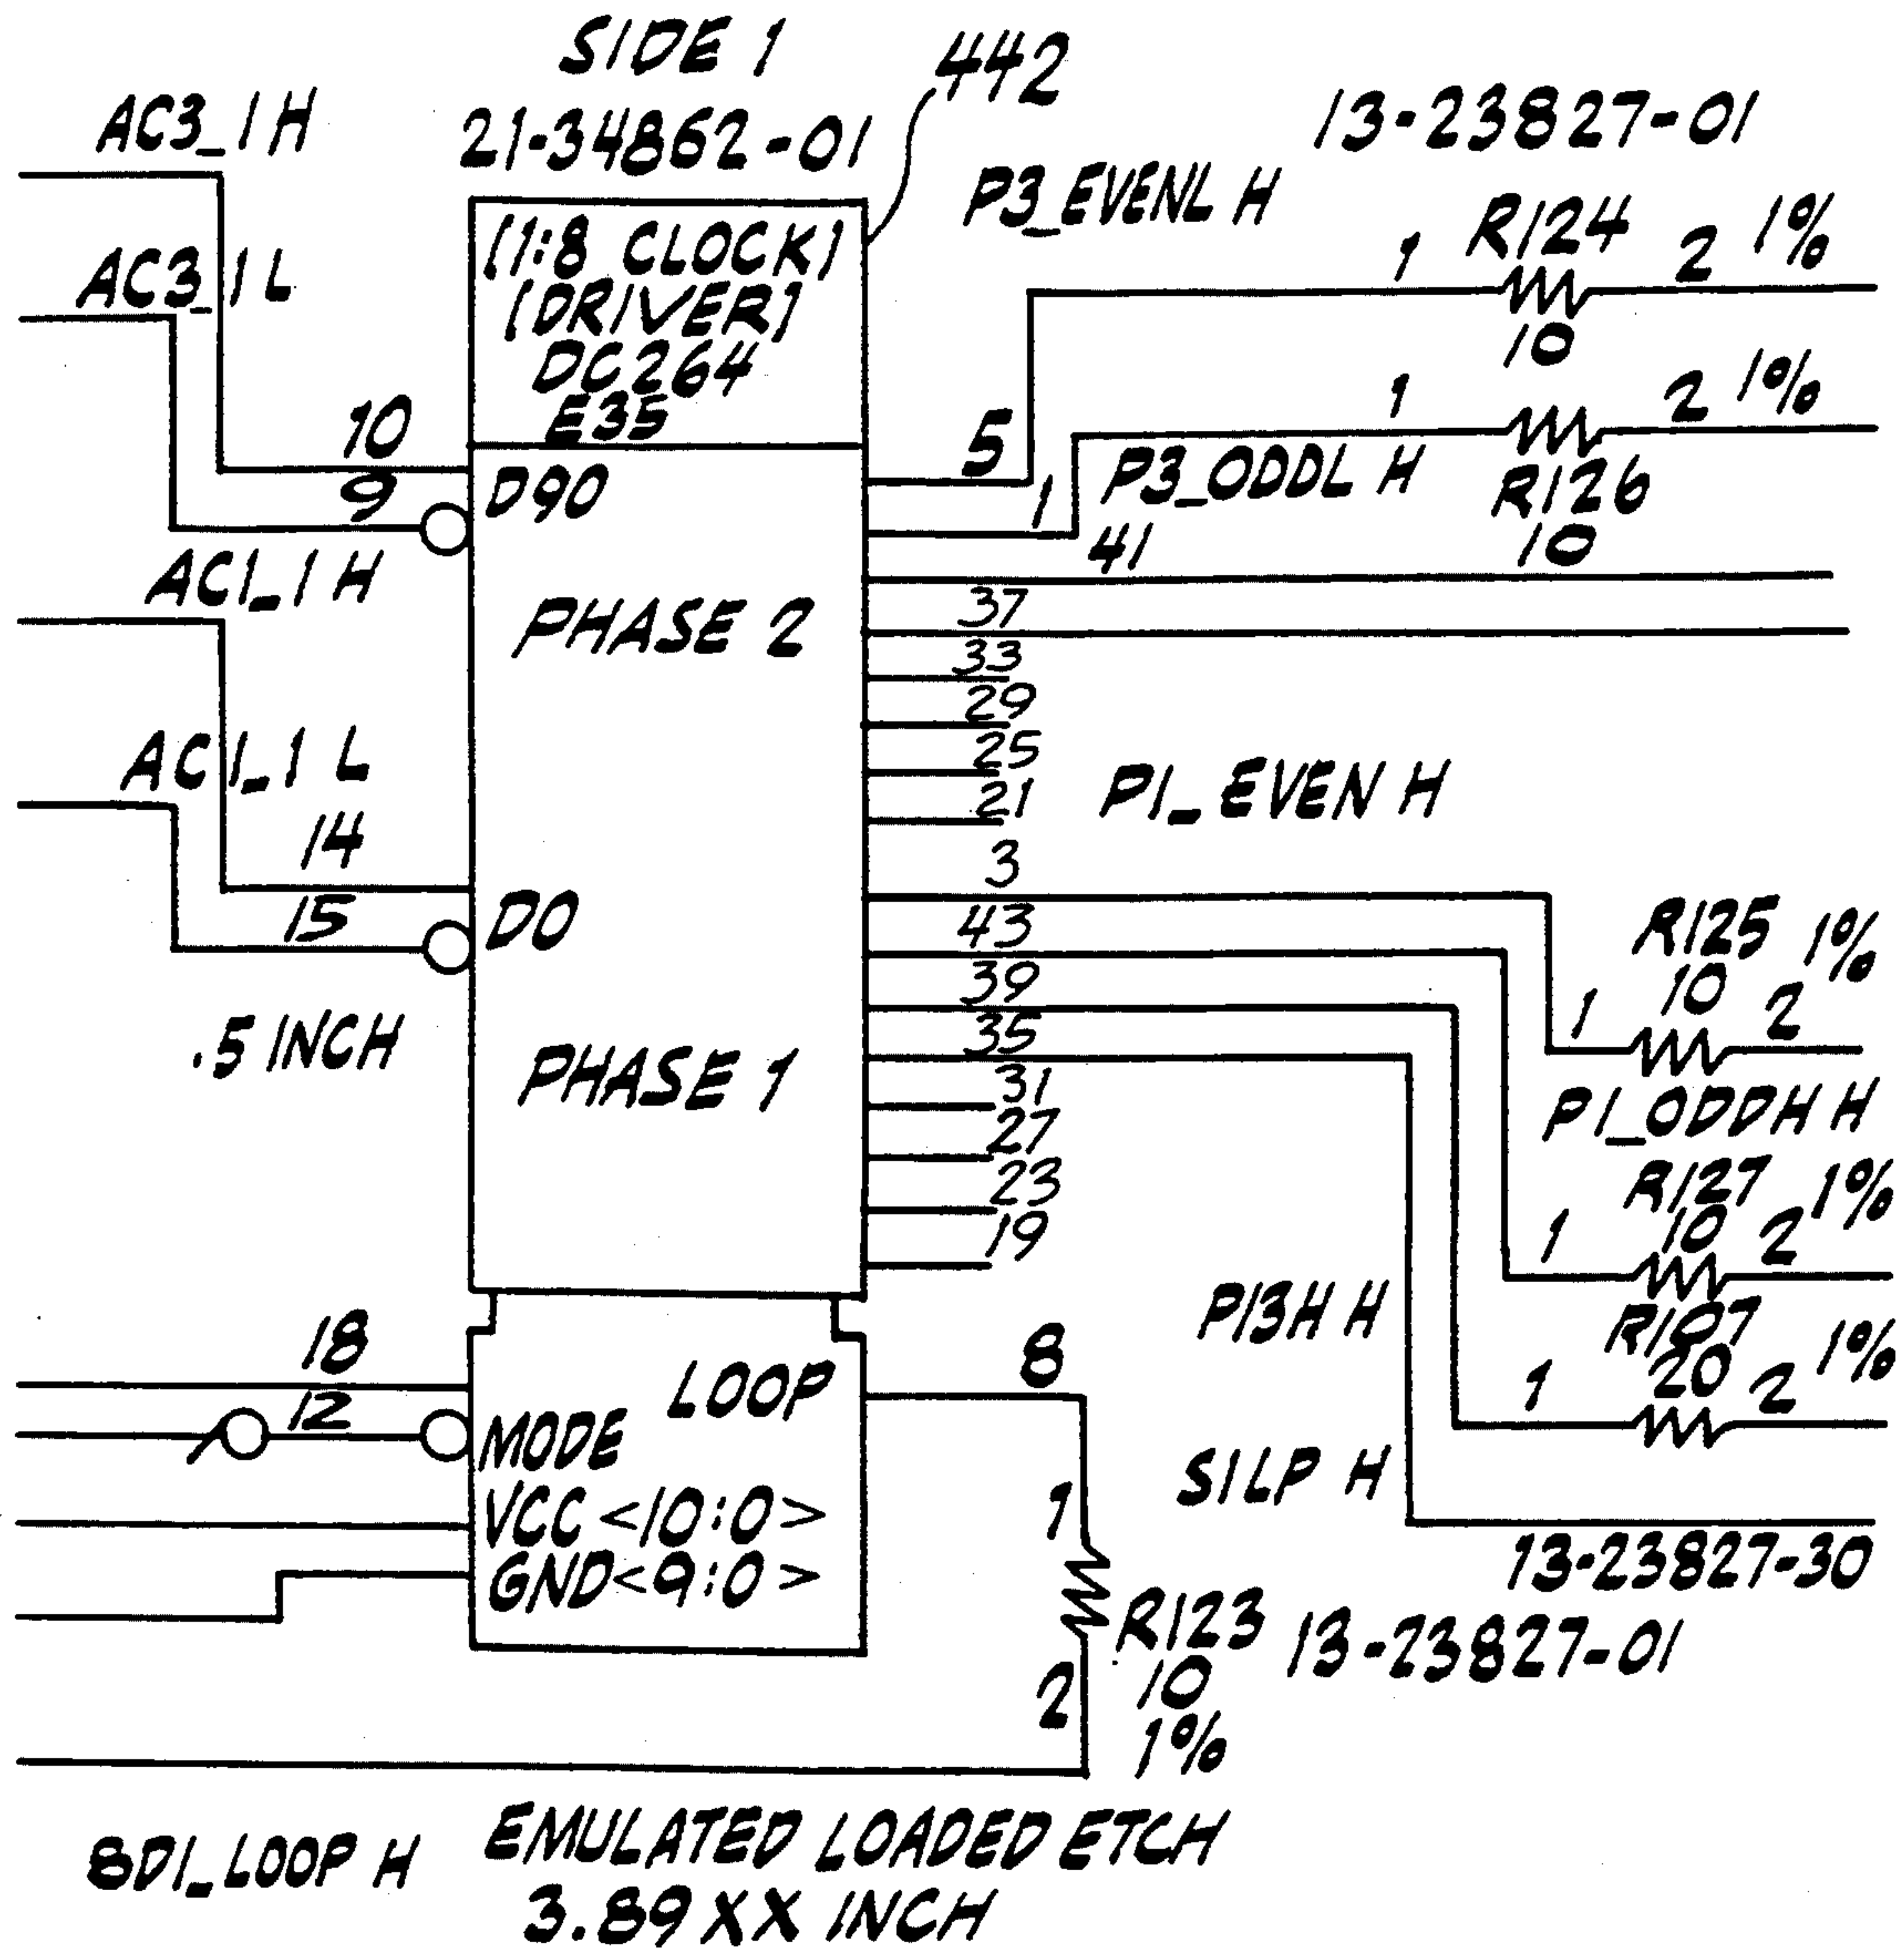 SIDE 1
442
AC3_1 H
21-34862-01
13-23827-01
P3_EVENL H
[1:8 CLOCK]
[DRIVER]
DC264
E35
AC3_1 L
1
R124
2
1%
10
1
2
1%
10
9
D90
5
1
P3_ODDL H
R126
10
41
AC1_1 H
PHASE 2
37
33
29
25
21
AC1_1 L
P1_EVEN H
14
15
D0
3
43
39
35
R125
1%
10
1
2
.5 INCH
PHASE 1
31
27
23
19
P1_ODDH H
R127
1%
10
1
2
P13H H
R107
1%
20
1
2
18
12
LOOP
MODE
VCC <10:0>
GND <9:0>
8
S1LP H
1
13-23827-30
R123
13-23827-01
10
2
1%
8D1_LOOP H
EMULATED LOADED ETCH
3.89XX INCH